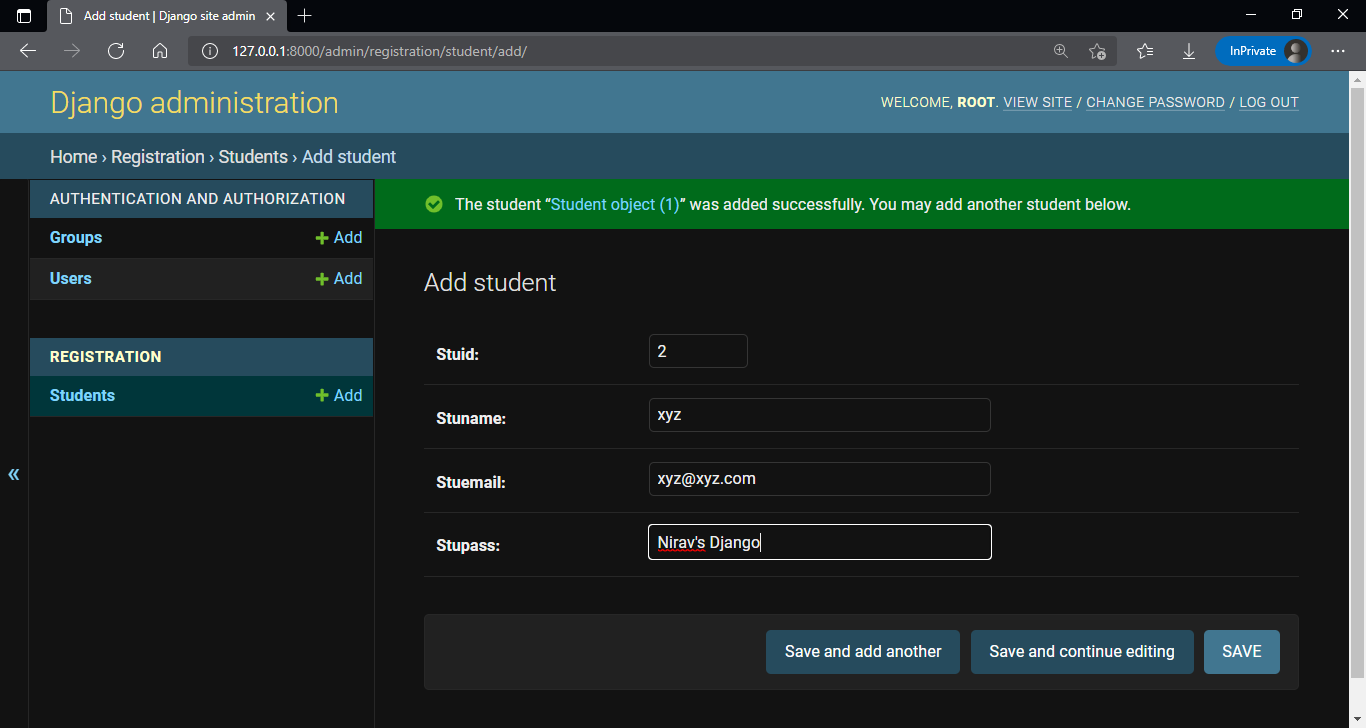 Add student | Django site admin
127.0.0.1:8000/admin/registration/student/add/
InPrivate
Django administration
WELCOME, ROOT. VIEW SITE / CHANGE PASSWORD / LOG OUT
Home › Registration › Students › Add student
AUTHENTICATION AND AUTHORIZATION
Groups + Add
Users + Add
REGISTRATION
Students + Add
«
The student “Student object (1)” was added successfully. You may add another student below.
Add student
Stuid: 2
Stuname: xyz
Stuemail: xyz@xyz.com
Stupass: Nirav's Django
Save and add another Save and continue editing SAVE